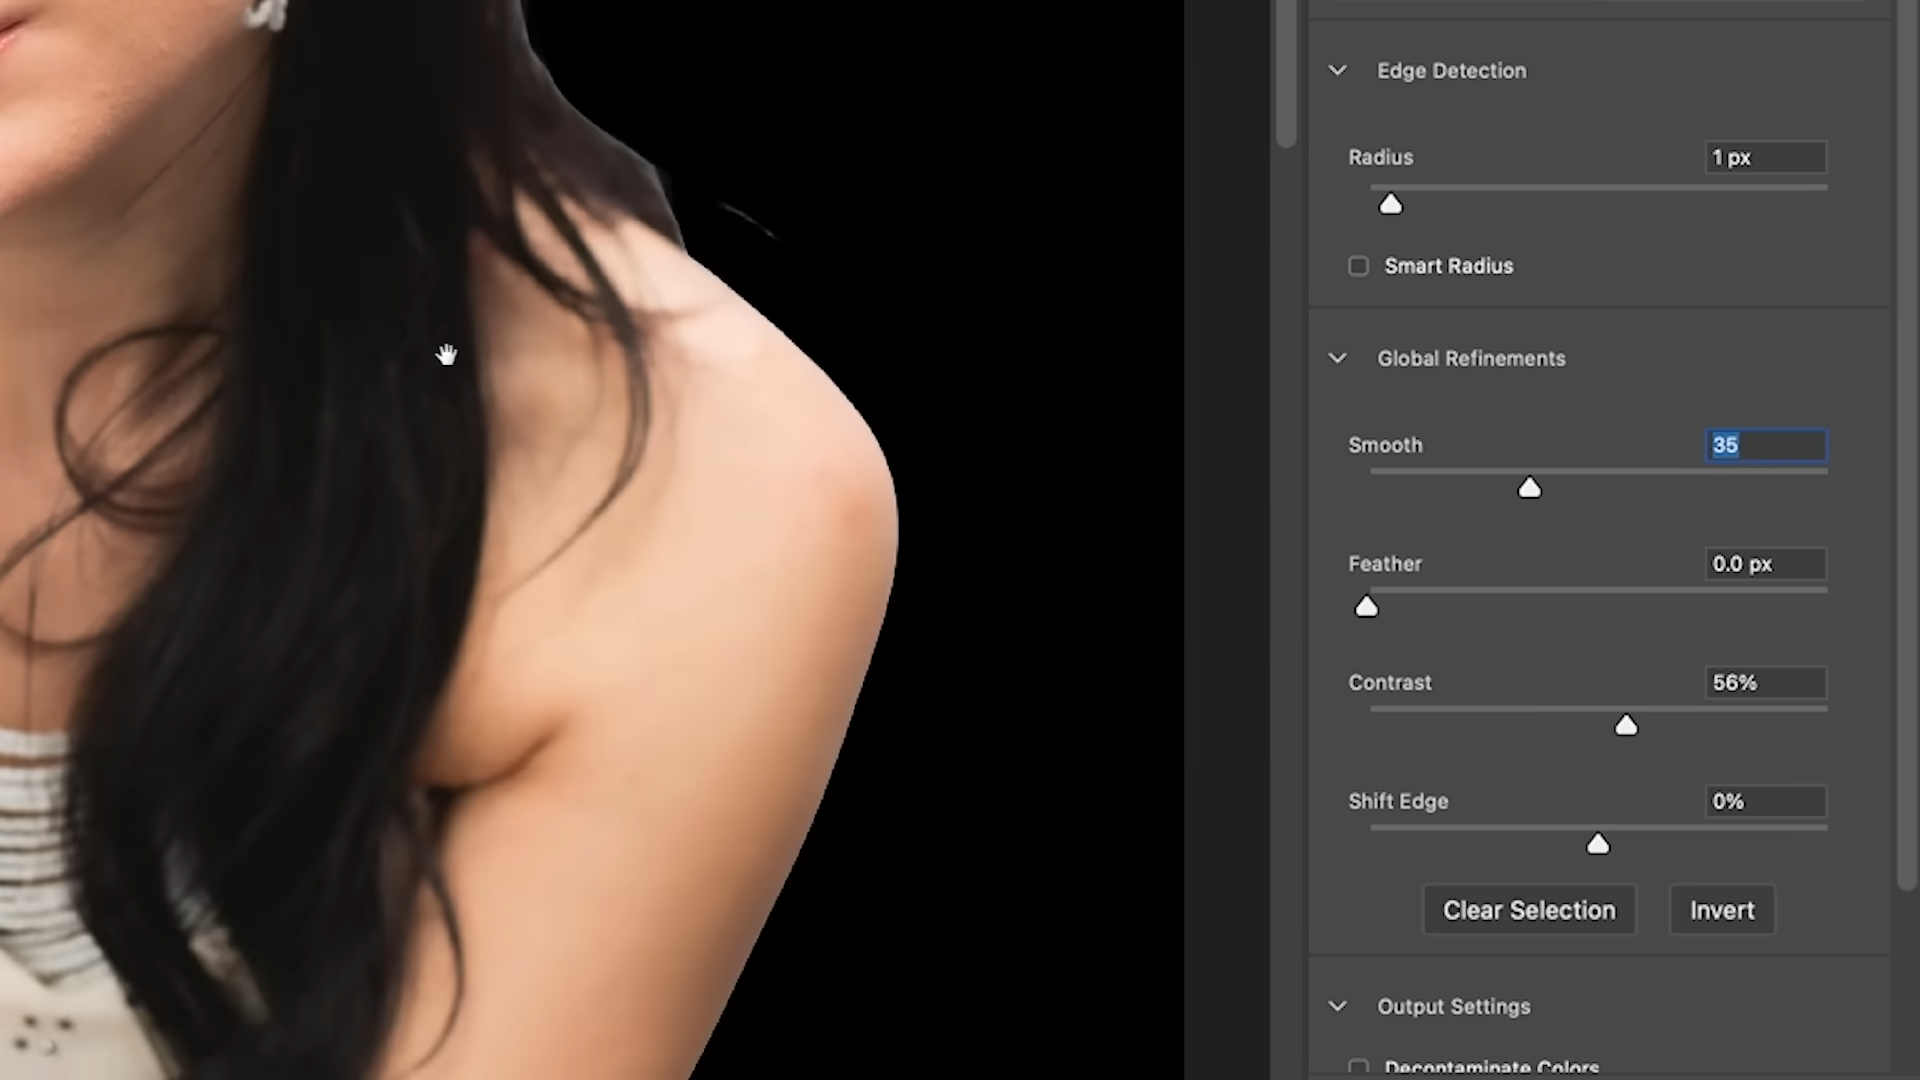 Edge Detection
Radius
1 px
Smart Radius
Global Refinements
Smooth
35
Feather
0.0 px
Contrast
56%
Shift Edge
0%
Clear Selection
Invert
Output Settings
Decontaminate Colors